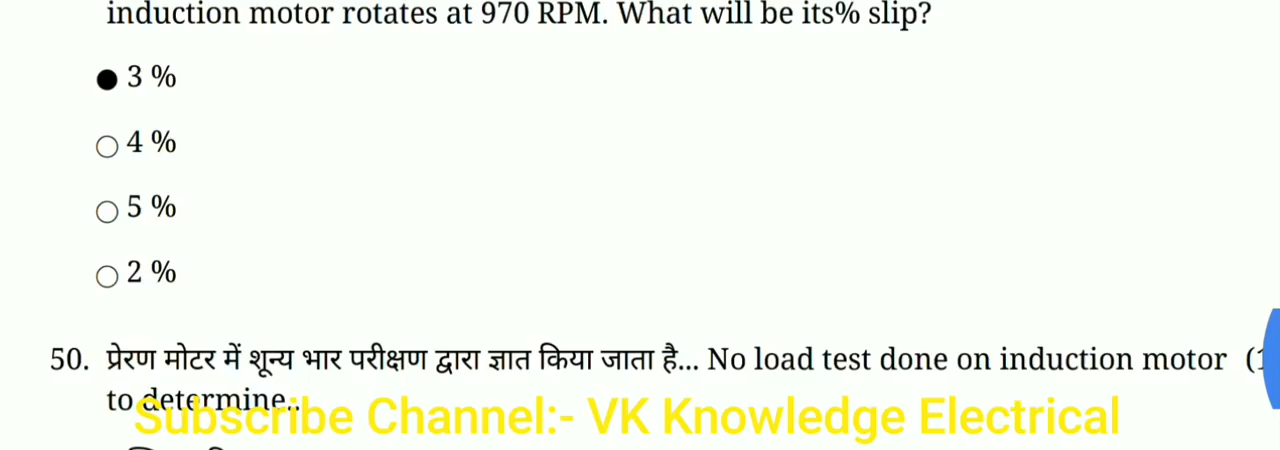 induction motor rotates at 970 RPM. What will be its% slip?
3 %
4 %
5 %
2 %
50. प्रेरण मोटर में शून्य भार परीक्षण द्वारा ज्ञात किया जाता है... No load test done on induction motor (1
to determine..
Subscribe Channel:- VK Knowledge Electrical